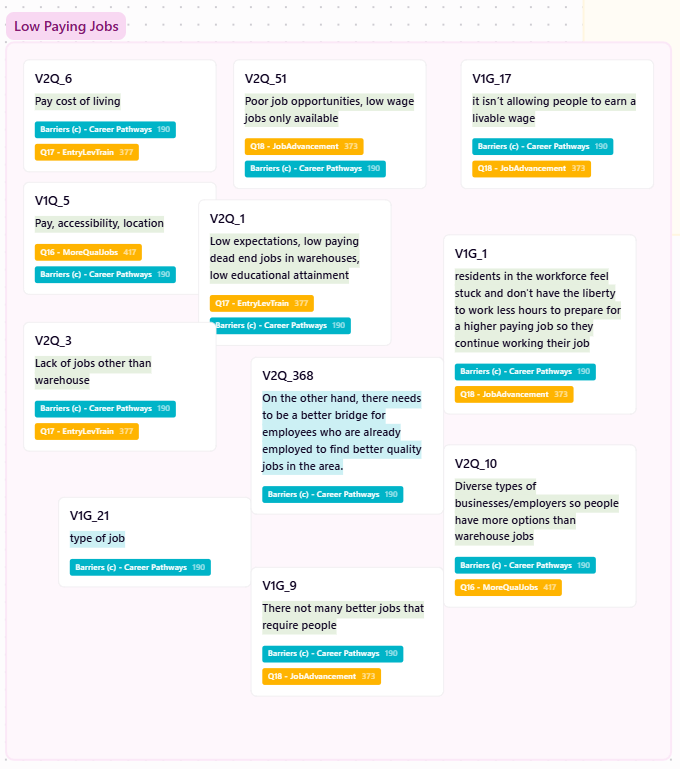 Low Paying Jobs
V2Q_6
Pay cost of living
Barriers (c) - Career Pathways 190
Q17 - EntryLevTrain 377
V2Q_51
Poor job opportunities, low wage
jobs only available
Q18 - JobAdvancement 373
Barriers (c) - Career Pathways 190
V1G_17
it isn't allowing people to earn a
livable wage
Barriers (c) - Career Pathways 190
Q18 - JobAdvancement 373
V1Q_5
Pay, accessibility, location
Q16 - MoreQualJobs 417
Barriers (c) - Career Pathways 190
V2Q_1
Low expectations, low paying
dead end jobs in warehouses,
low educational attainment
Q17 - EntryLevTrain 377
Barriers (c) - Career Pathways 190
V1G_1
residents in the workforce feel
stuck and don't have the liberty
to work less hours to prepare for
a higher paying job so they
continue working their job
Barriers (c) - Career Pathways 190
Q18 - JobAdvancement 373
V2Q_3
Lack of jobs other than
warehouse
Barriers (c) - Career Pathways 190
Q17 - EntryLevTrain 377
V2Q_368
On the other hand, there needs
to be a better bridge for
employees who are already
employed to find better quality
jobs in the area.
Barriers (c) - Career Pathways 190
V2Q_10
Diverse types of
businesses/employers so people
have more options than
warehouse jobs
Barriers (c) - Career Pathways 190
Q16 - MoreQualJobs 417
V1G_21
type of job
Barriers (c) - Career Pathways 190
V1G_9
There not many better jobs that
require people
Barriers (c) - Career Pathways 190
Q18 - JobAdvancement 373